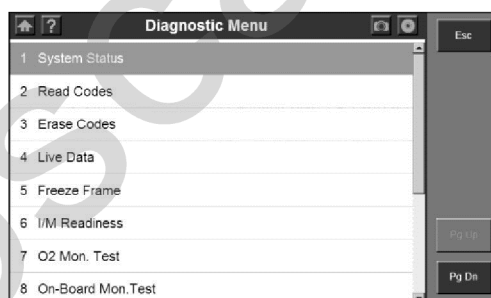 ? Diagnostic Menu
Esc
1 System Status
2 Read Codes
3 Erase Codes
4 Live Data
5 Freeze Frame
6 I/M Readiness
7 O2 Mon. Test
8 On-Board Mon.Test
Pg Up
Pg Dn